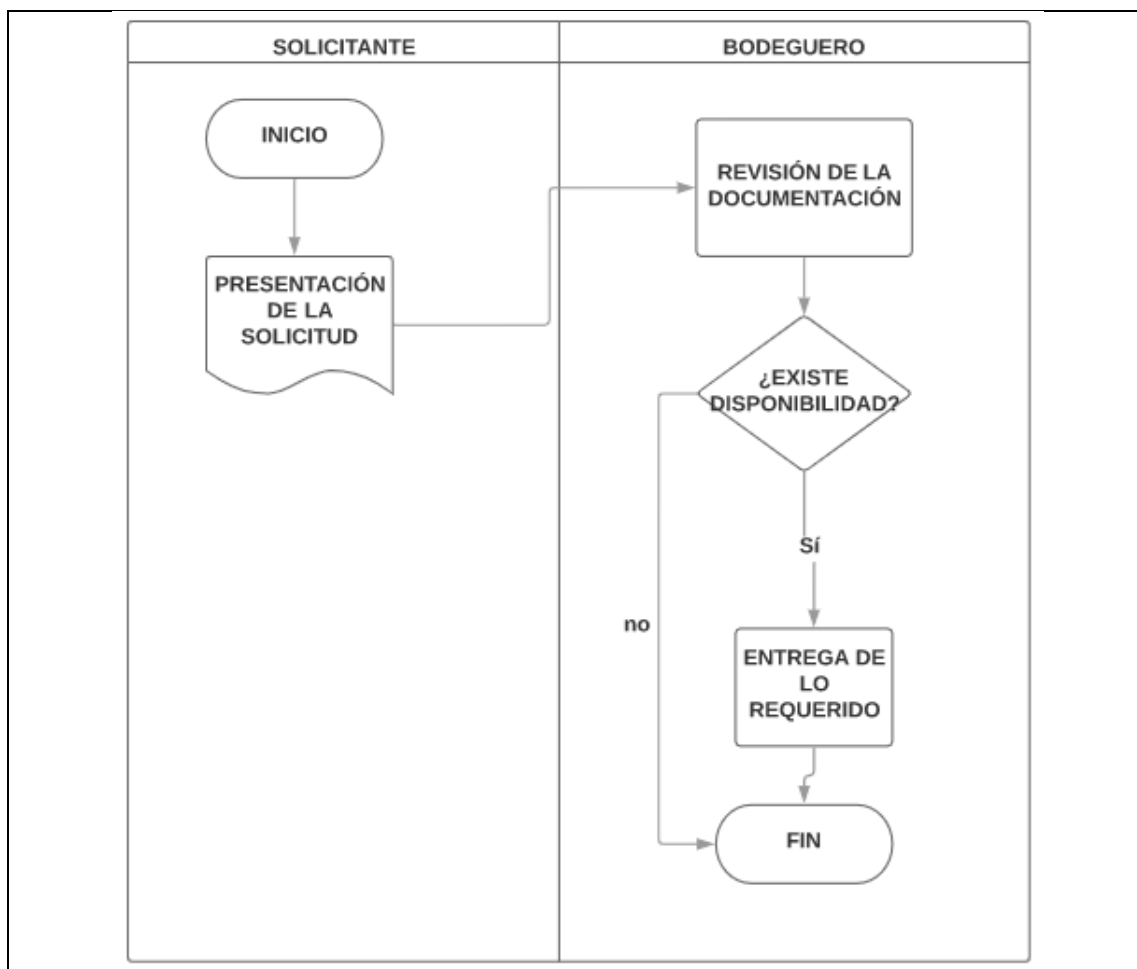 SOLICITANTE
BODEGUERO
INICIO
PRESENTACIÓN
DE LA
SOLICITUD
REVISIÓN DE LA
DOCUMENTACIÓN
¿EXISTE
DISPONIBILIDAD?
Sí
no
ENTREGA DE
LO
REQUERIDO
FIN